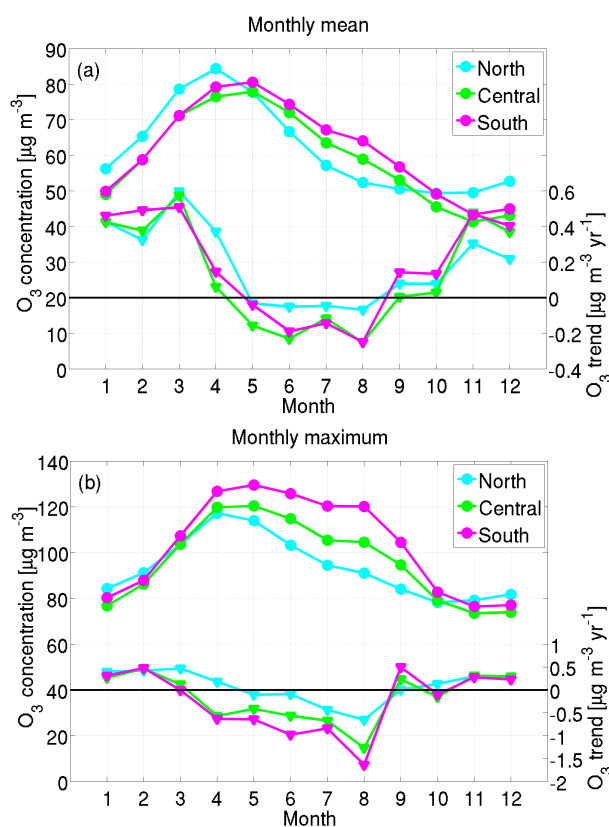 Monthly mean
(a)
North
Central
South
O₃ concentration [µg m⁻³]
90
80
70
60
50
40
30
20
10
0
0.6
0.4
0.2
0
-0.2
-0.4
O₃ trend [µg m⁻³ yr⁻¹]
1 2 3 4 5 6 7 8 9 10 11 12
Month
Monthly maximum
(b)
North
Central
South
O₃ concentration [µg m⁻³]
140
120
100
80
60
40
20
0
1
0.5
0
-0.5
-1
-1.5
-2
O₃ trend [µg m⁻³ yr⁻¹]
1 2 3 4 5 6 7 8 9 10 11 12
Month